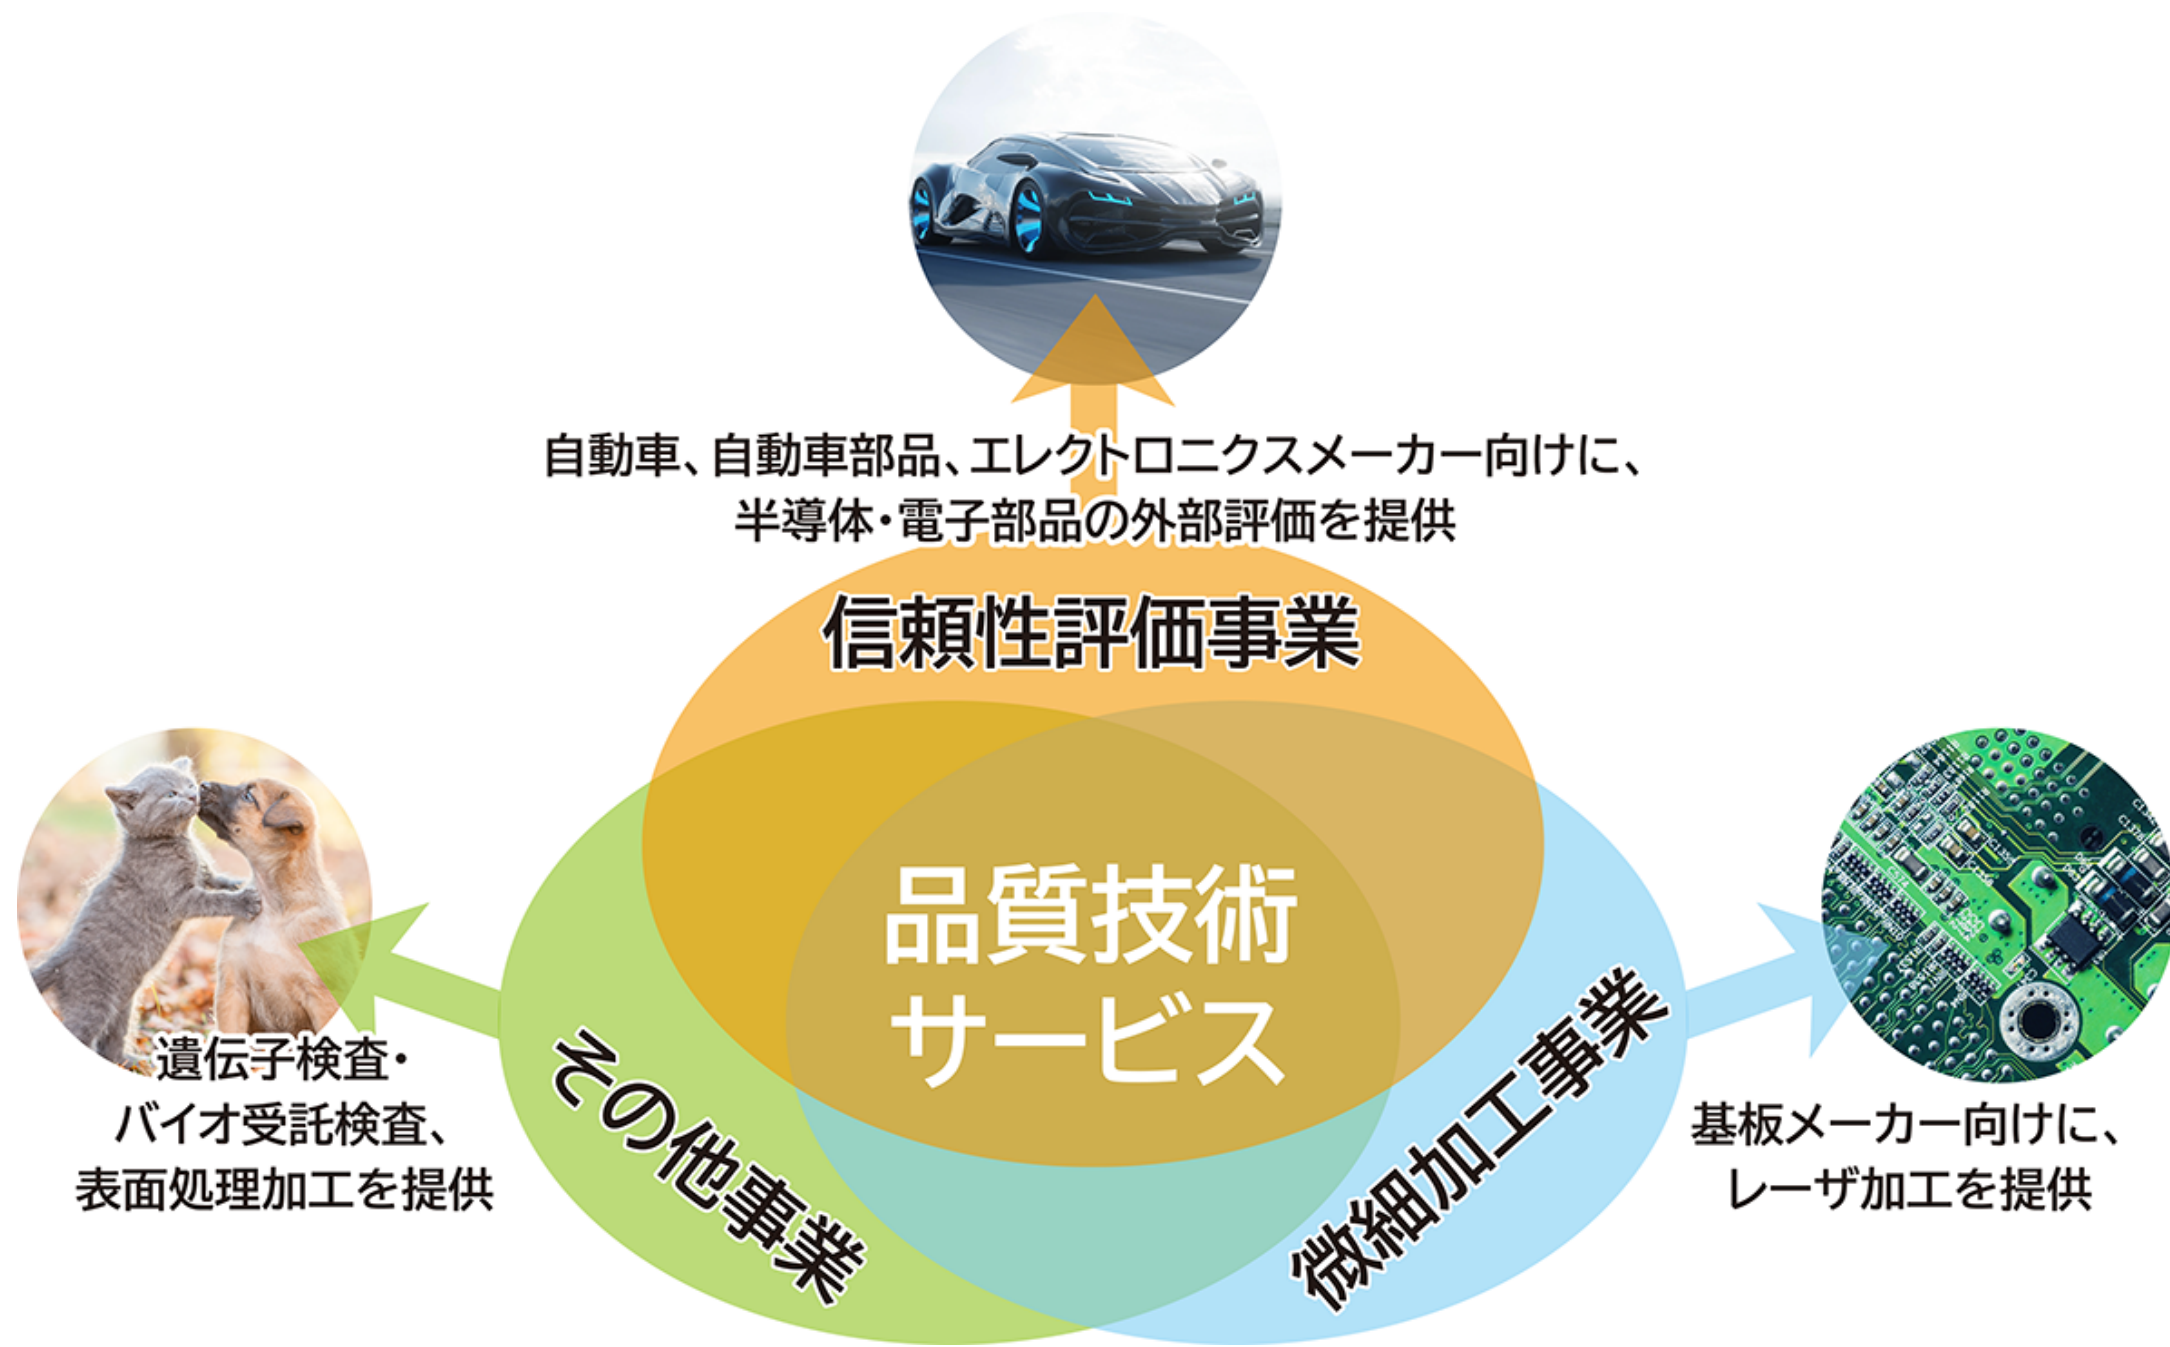 自動車、自動車部品、エレクトロニクスメーカー向けに、
半導体・電子部品の外部評価を提供
信頼性評価事業
品質技術
サービス
その他事業
微細加工事業
遺伝子検査・
バイオ受託検査、
表面処理加工を提供
基板メーカー向けに、
レーザ加工を提供